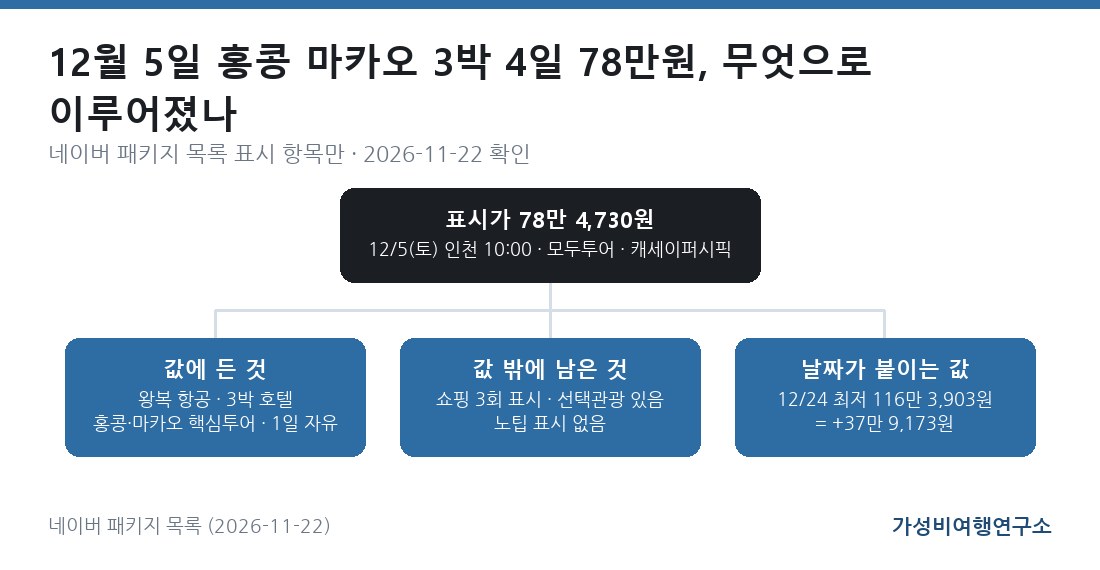 12월 5일 홍콩 마카오 3박 4일 78만원, 무엇으로
이루어졌나
네이버 패키지 목록 표시 항목만 · 2026-11-22 확인
표시가 78만 4,730원
12/5(토) 인천 10:00 · 모두투어 · 캐세이퍼시픽
값에 든 것
왕복 항공 · 3박 호텔
홍콩·마카오 핵심투어 · 1일 자유
값 밖에 남은 것
쇼핑 3회 표시 · 선택관광 있음
노팁 표시 없음
날짜가 붙이는 값
12/24 최저 116만 3,903원
= +37만 9,173원
네이버 패키지 목록 (2026-11-22)
가성비여행연구소